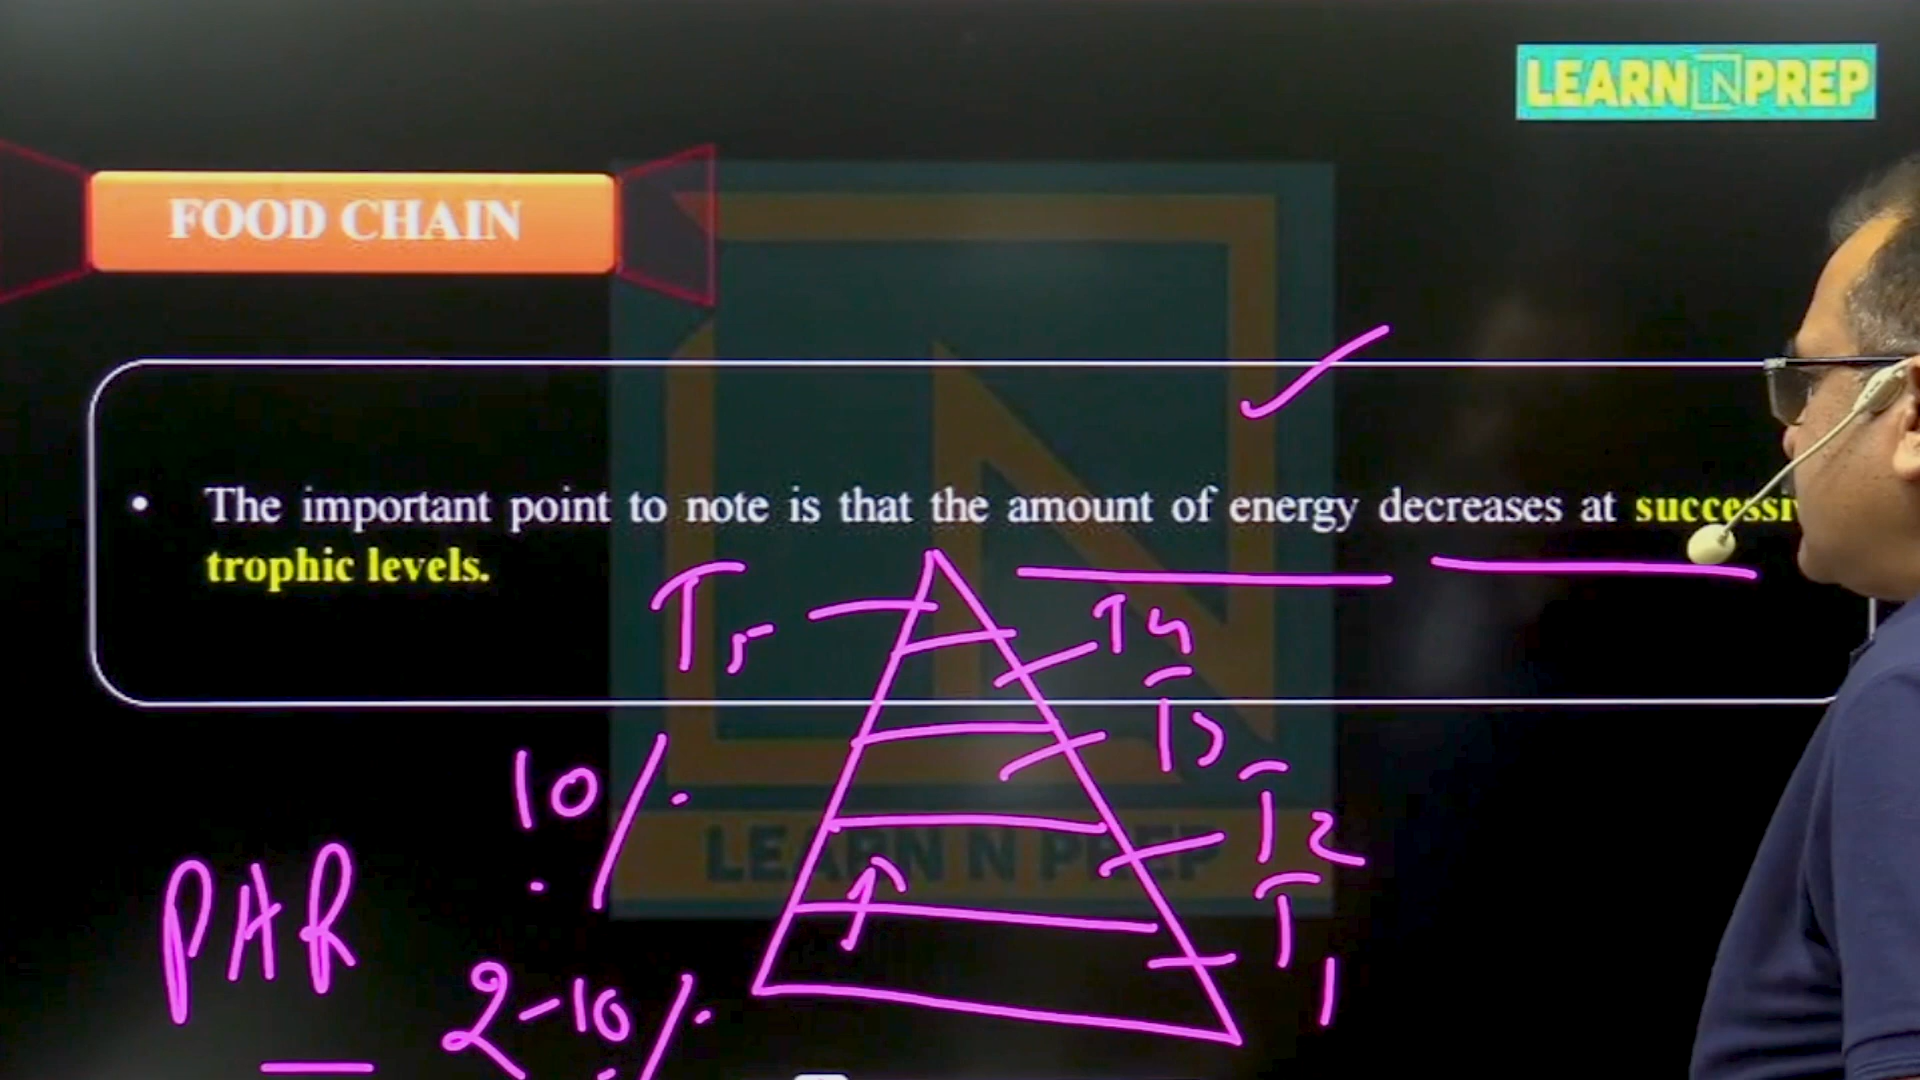 LEARN N PREP
FOOD CHAIN
• The important point to note is that the amount of energy decreases at successiv
trophic levels.
T5
T4
T3
10%
T2
LEARN N PREP
PAR
T1
2-10%